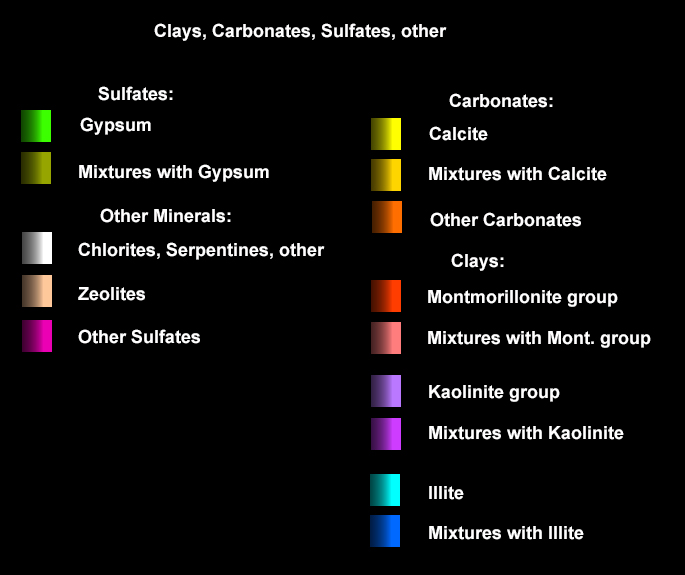 Clays, Carbonates, Sulfates, other
Sulfates:
Gypsum
Mixtures with Gypsum
Other Minerals:
Chlorites, Serpentines, other
Zeolites
Other Sulfates
Carbonates:
Calcite
Mixtures with Calcite
Other Carbonates
Clays:
Montmorillonite group
Mixtures with Mont. group
Kaolinite group
Mixtures with Kaolinite
Illite
Mixtures with Illite